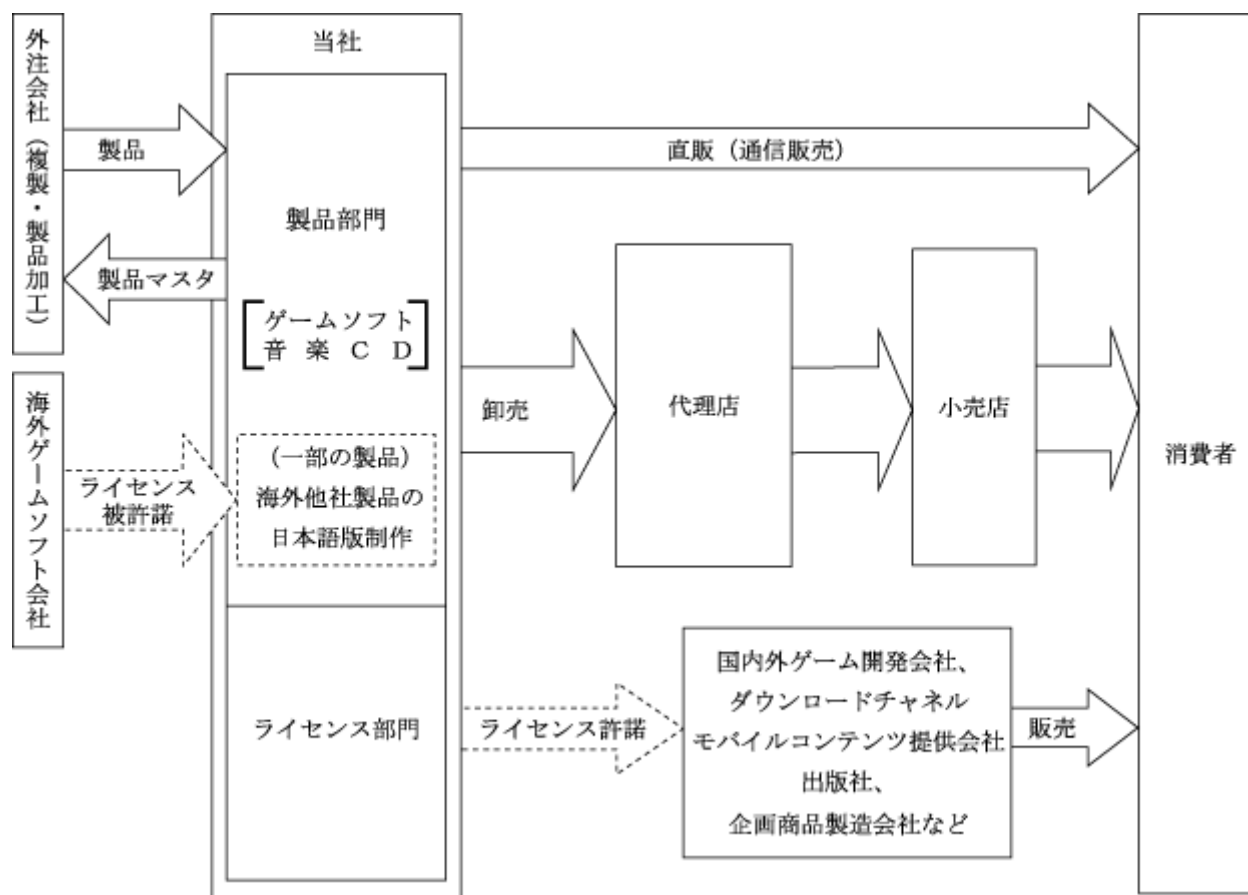 外注会社（複製・製品加工）
海外ゲームソフト会社
当社
製品
製品マスタ
製品部門
ゲームソフト
音楽ＣＤ
ライセンス
被許諾
（一部の製品）
海外他社製品の
日本語版制作
ライセンス部門
直販（通信販売）
卸売
代理店
小売店
ライセンス許諾
国内外ゲーム開発会社、
ダウンロードチャネル
モバイルコンテンツ提供会社
出版社、
企画商品製造会社など
販売
消費者